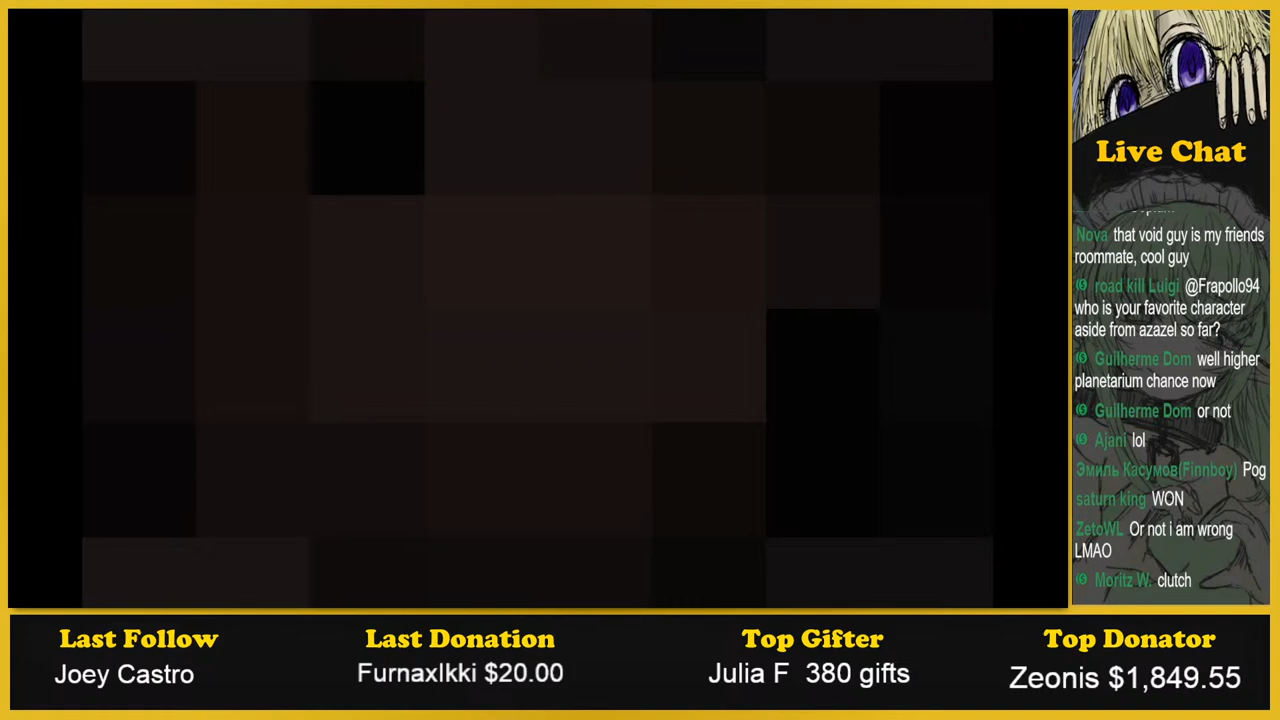 Live Chat
Nova that void guy is my friends
roommate, cool guy
road kill Luigi @Frapollo94
who is your favorite character
aside from azazel so far?
Guilherme Dom well higher
planetarium chance now
Guilherme Dom or not
Ajani lol
Эмиль Касумов(Finnboy) Pog
saturn king WON
ZetoWL Or not i am wrong
LMAO
Moritz W. clutch
Last Follow
Joey Castro
Last Donation
FurnaxIkki $20.00
Top Gifter
Julia F 380 gifts
Top Donator
Zeonis $1,849.55